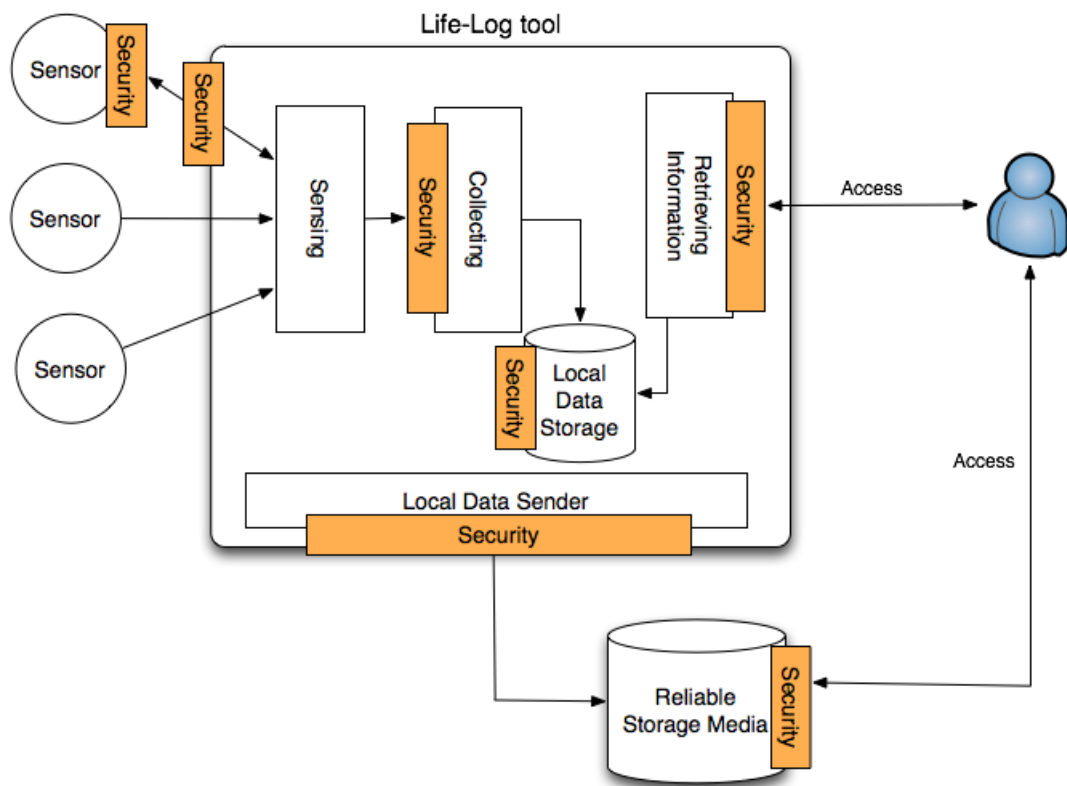 Life-Log tool
Sensor
Security
Security
Sensor
Sensor
Sensing
Security
Collecting
Retrieving
Information
Security
Access
Security
Local
Data
Storage
Access
Local Data Sender
Security
Reliable
Storage Media
Security